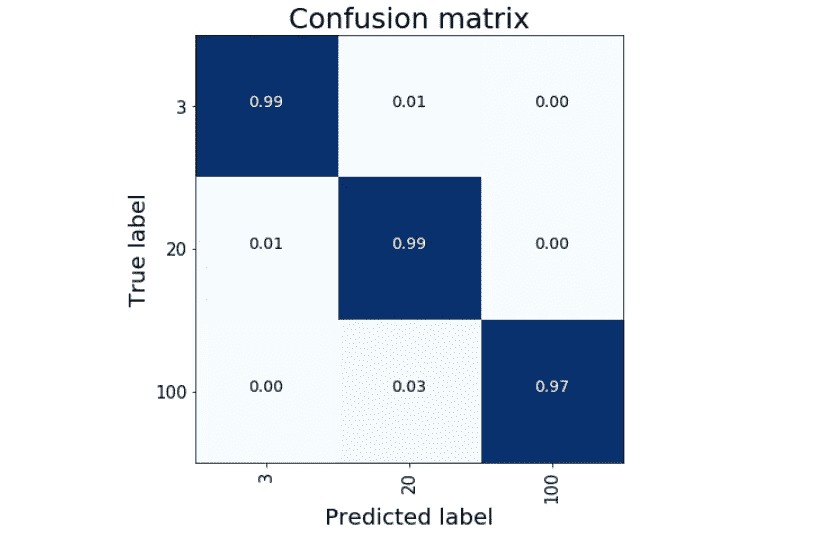 Confusion matrix
3 0.99 0.01 0.00
True label
20 0.01 0.99 0.00
100 0.00 0.03 0.97
3 20 100
Predicted label